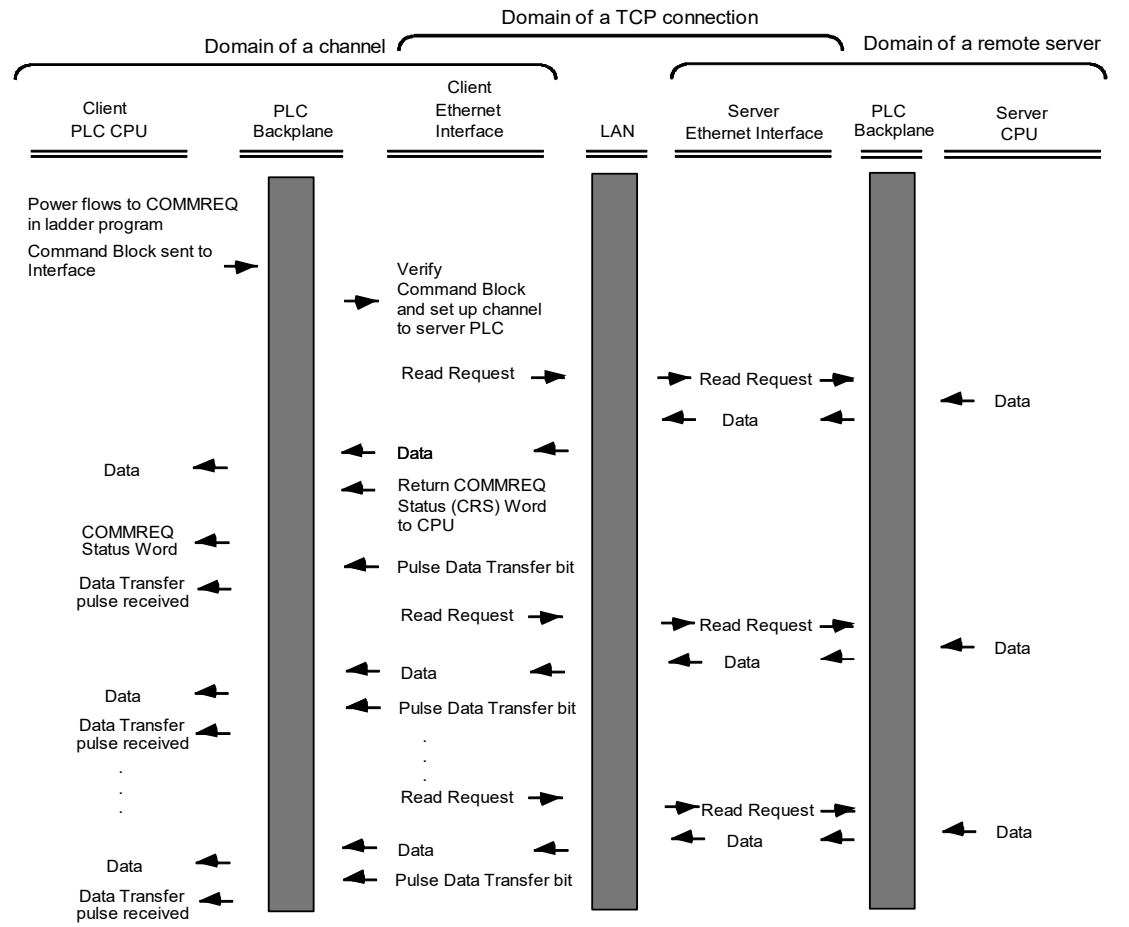 Domain of a TCP connection
Domain of a channel
Domain of a remote server
Client
PLC CPU
PLC
Backplane
Client
Ethernet
Interface
LAN
Server
Ethernet Interface
PLC
Backplane
Server
CPU
Power flows to COMMREQ
in ladder program
Command Block sent to
Interface
Verify
Command Block
and set up channel
to server PLC
Read Request
Read Request
Data
Data
Data
Data
Return COMMREQ
Status (CRS) Word
to CPU
COMMREQ
Status Word
Pulse Data Transfer bit
Data Transfer
pulse received
Read Request
Read Request
Data
Data
Data
Data
Pulse Data Transfer bit
Data Transfer
pulse received
.
.
.
.
.
.
Read Request
Read Request
Data
Data
Data
Data
Pulse Data Transfer bit
Data Transfer
pulse received